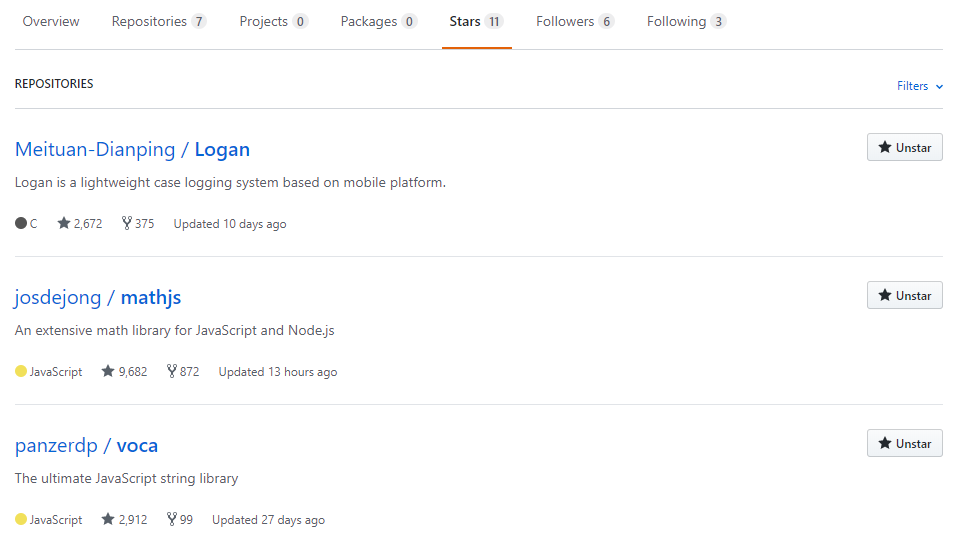 Overview Repositories 7 Projects 0 Packages 0 Stars 11 Followers 6 Following 3
REPOSITORIES Filters
Meituan-Dianping / Logan Unstar
Logan is a lightweight case logging system based on mobile platform.
C 2,672 375 Updated 10 days ago
josdejong / mathjs Unstar
An extensive math library for JavaScript and Node.js
JavaScript 9,682 872 Updated 13 hours ago
panzerdp / voca Unstar
The ultimate JavaScript string library
JavaScript 2,912 99 Updated 27 days ago